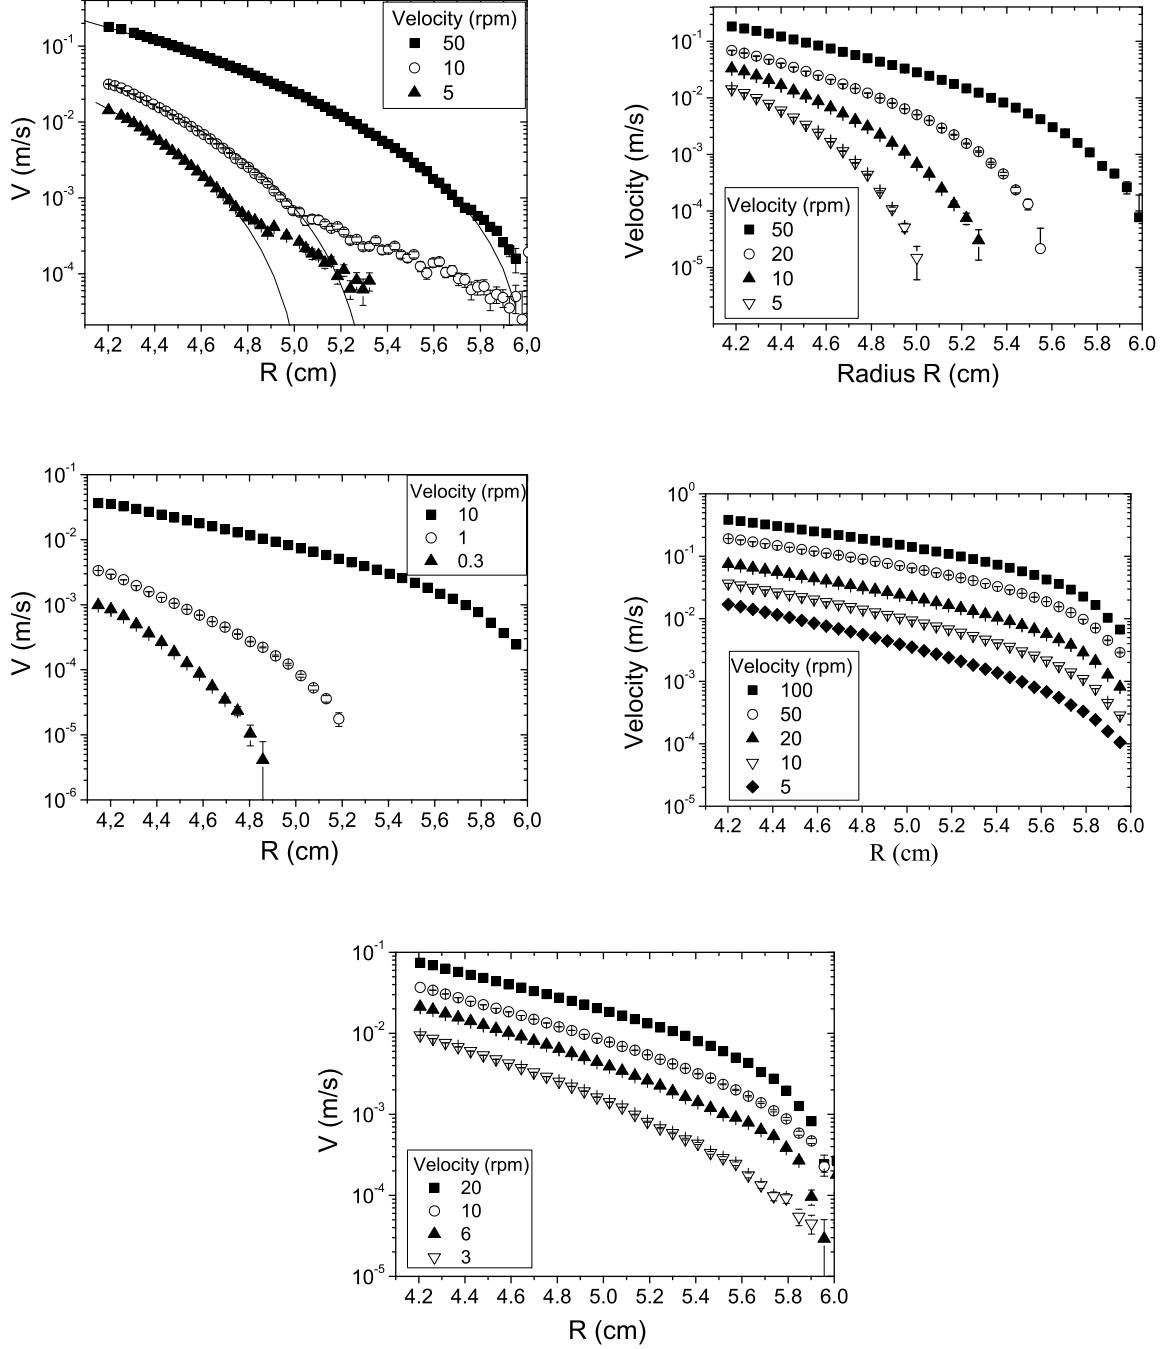 Velocity (rpm)
50
10
5
10⁻¹
10⁻²
10⁻³
10⁻⁴
V (m/s)
4,2 4,4 4,6 4,8 5,0 5,2 5,4 5,6 5,8 6,0
R (cm)
10⁻¹
10⁻²
10⁻³
10⁻⁴
10⁻⁵
Velocity (m/s)
Velocity (rpm)
50
20
10
5
4.2 4.4 4.6 4.8 5.0 5.2 5.4 5.6 5.8 6.0
Radius R (cm)
10⁻¹
10⁻²
10⁻³
10⁻⁴
10⁻⁵
10⁻⁶
V (m/s)
Velocity (rpm)
10
1
0.3
4,2 4,4 4,6 4,8 5,0 5,2 5,4 5,6 5,8 6,0
R (cm)
10⁰
10⁻¹
10⁻²
10⁻³
10⁻⁴
10⁻⁵
Velocity (m/s)
Velocity (rpm)
100
50
20
10
5
4.2 4.4 4.6 4.8 5.0 5.2 5.4 5.6 5.8 6.0
R (cm)
10⁻¹
10⁻²
10⁻³
10⁻⁴
10⁻⁵
V (m/s)
Velocity (rpm)
20
10
6
3
4.2 4.4 4.6 4.8 5.0 5.2 5.4 5.6 5.8 6.0
R (cm)